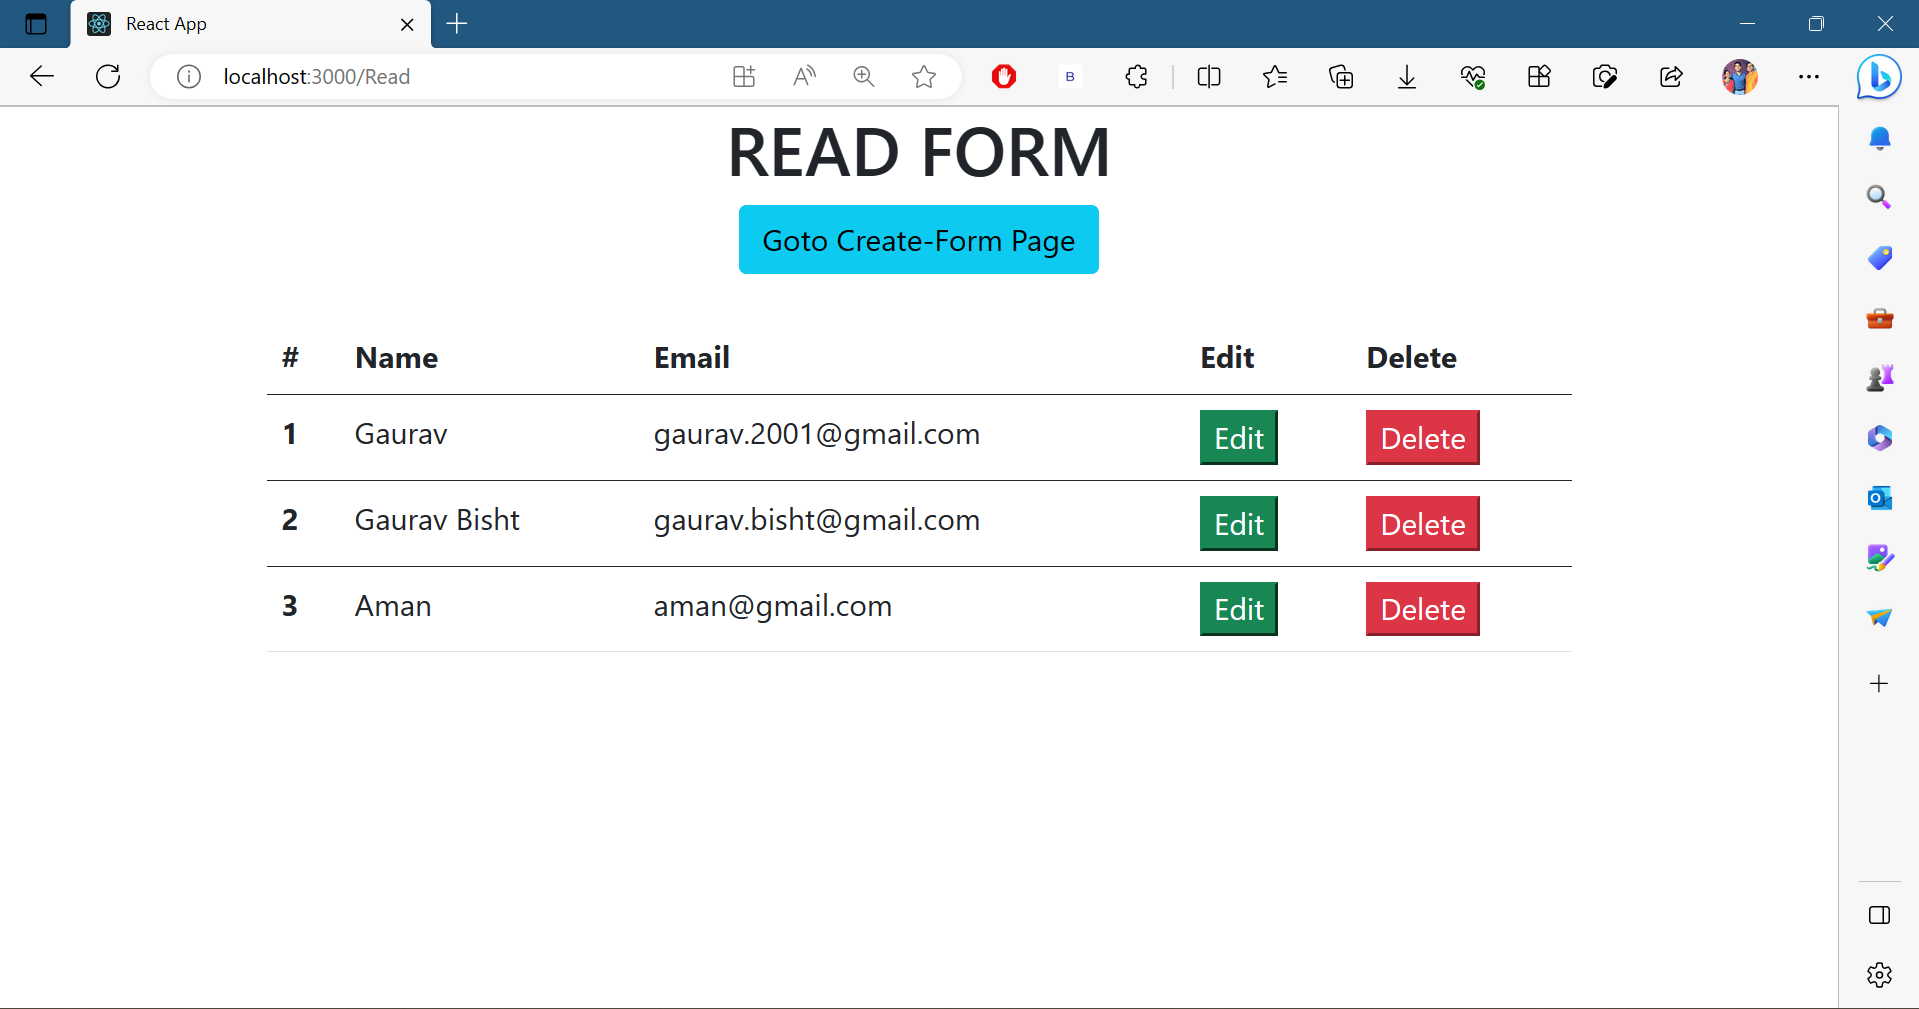 React App
localhost:3000/Read
B
READ FORM
Goto Create-Form Page
# Name Email Edit Delete
1 Gaurav gaurav.2001@gmail.com Edit Delete
2 Gaurav Bisht gaurav.bisht@gmail.com Edit Delete
3 Aman aman@gmail.com Edit Delete